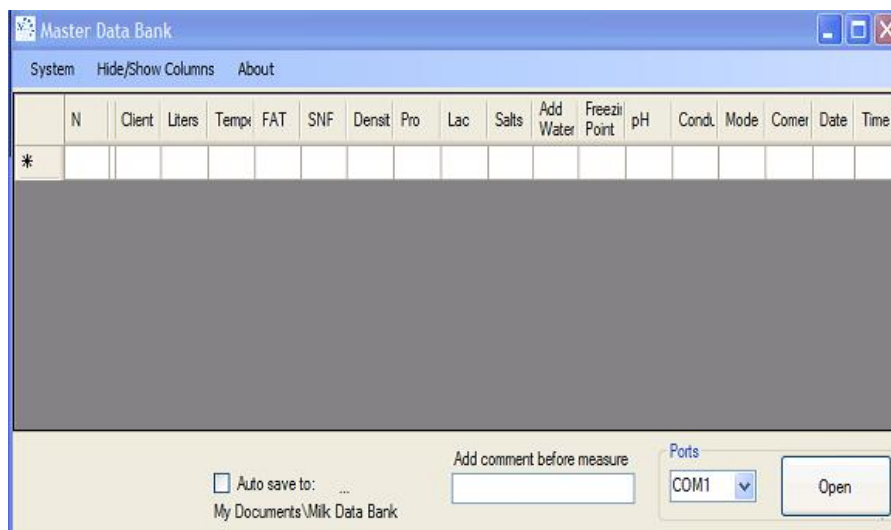 Master Data Bank
System Hide/Show Columns About
N Client Liters Tempe FAT SNF Densit Pro Lac Salts Add Water Freezin Point pH Condu Mode Comer Date Time
*
Add comment before measure Ports
Auto save to: ... COM1 Open
My Documents\Milk Data Bank